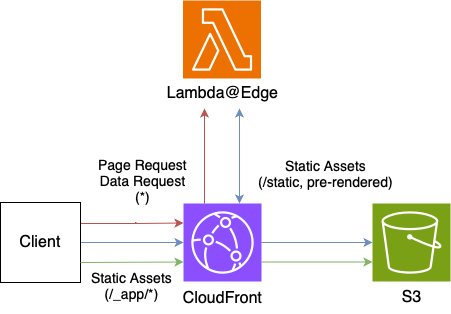 Lambda@Edge
Page Request
Data Request
(*)
Static Assets
(/static, pre-rendered)
Client
Static Assets
(/_app/*)
CloudFront
S3